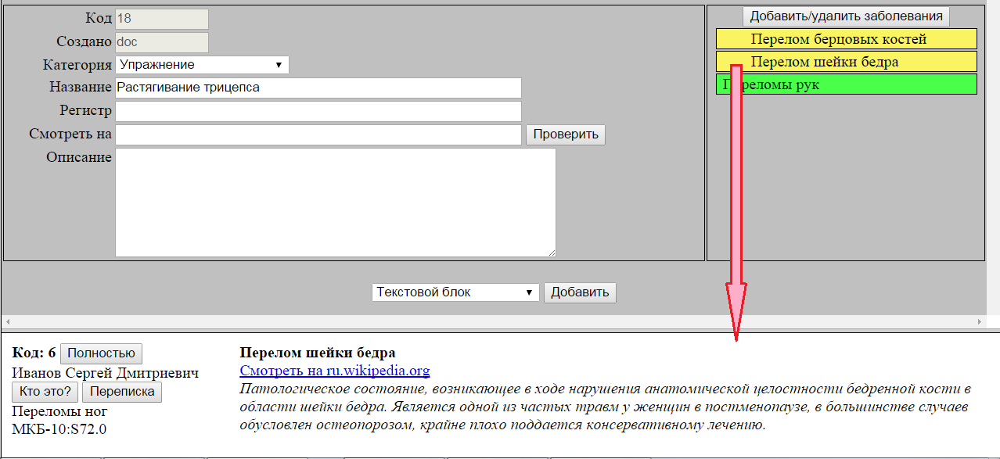 Код 18
Создано doc
Категория Упражнение
Название Растягивание трицепса
Регистр
Смотреть на Проверить
Описание
Добавить/удалить заболевания
Перелом берцовых костей
Перелом шейки бедра
Переломы рук
Текстовой блок Добавить
Код: 6 Полностью
Иванов Сергей Дмитриевич
Кто это? Переписка
Переломы ног
МКБ-10:S72.0
Перелом шейки бедра
Смотреть на ru.wikipedia.org
Патологическое состояние, возникающее в ходе нарушения анатомической целостности бедренной кости в
области шейки бедра. Является одной из частых травм у женщин в постменопаузе, в большинстве случаев
обусловлен остеопорозом, крайне плохо поддается консервативному лечению.